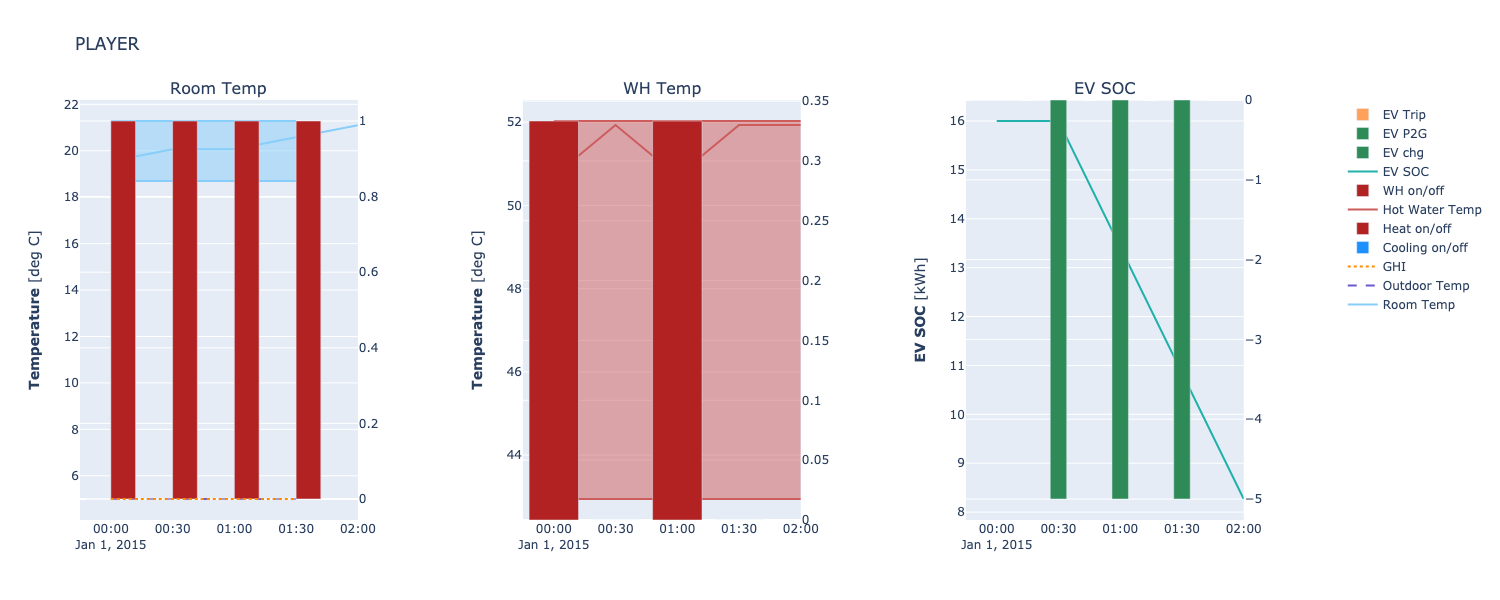 PLAYER
Room Temp
22
20
18
16
14
12
10
8
6
1
0.8
0.6
0.4
0.2
0
Temperature [deg C]
00:00 00:30 01:00 01:30 02:00
Jan 1, 2015
WH Temp
52
50
48
46
44
0.35
0.3
0.25
0.2
0.15
0.1
0.05
0
Temperature [deg C]
00:00 00:30 01:00 01:30 02:00
Jan 1, 2015
EV SOC
16
15
14
13
12
11
10
9
8
0
−1
−2
−3
−4
−5
EV SOC [kWh]
00:00 00:30 01:00 01:30 02:00
Jan 1, 2015
EV Trip
EV P2G
EV chg
EV SOC
WH on/off
Hot Water Temp
Heat on/off
Cooling on/off
GHI
Outdoor Temp
Room Temp